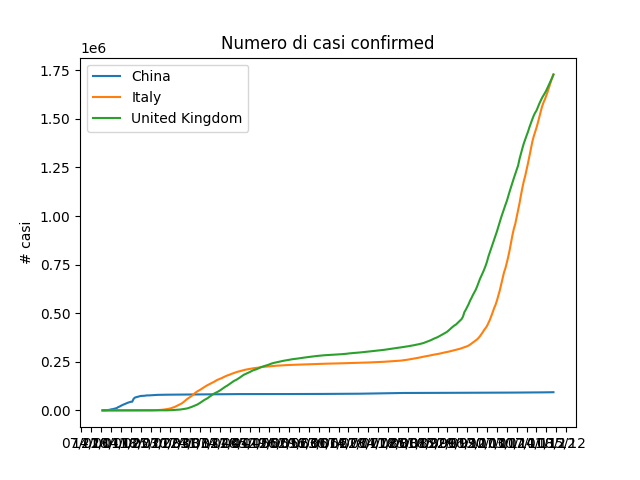 Numero di casi confirmed
1e6
China
Italy
United Kingdom
1.75
1.50
1.25
1.00
0.75
0.50
0.25
0.00
# casi